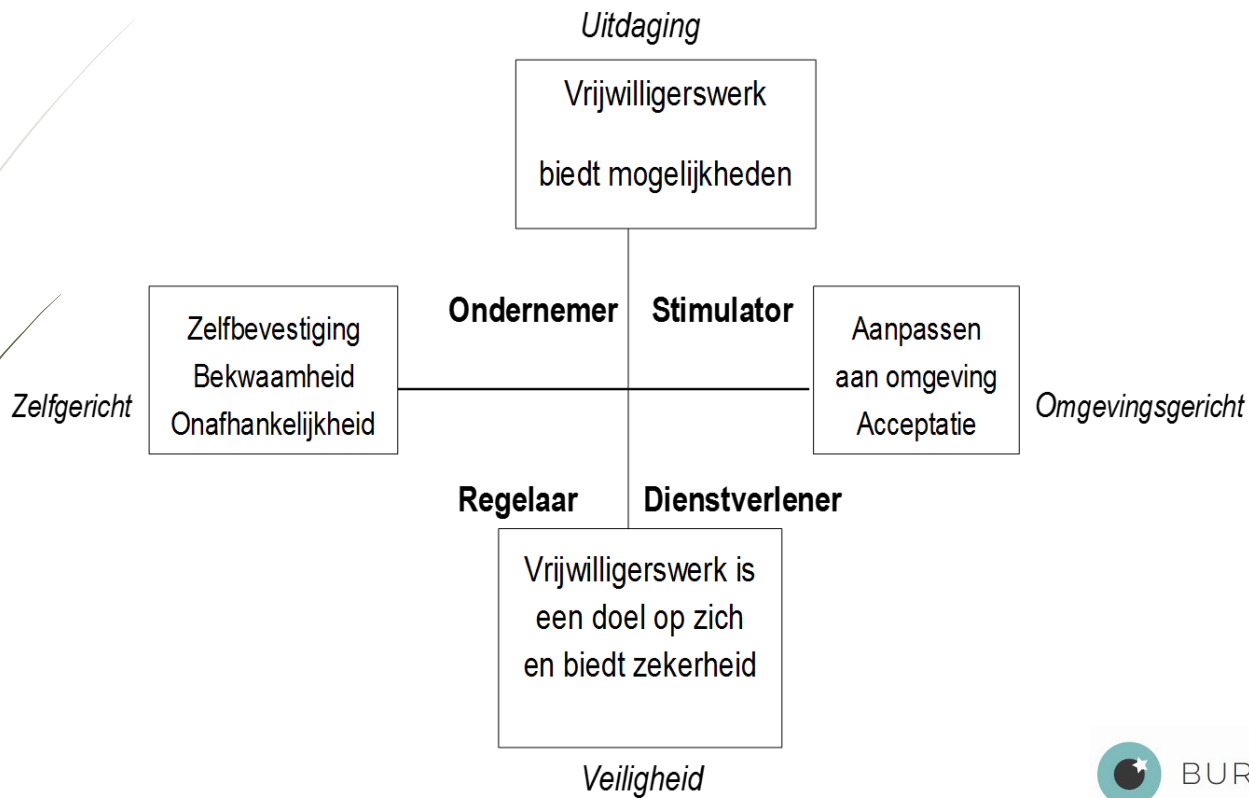 Uitdaging
Vrijwilligerswerk
biedt mogelijkheden
Ondernemer
Stimulator
Zelfgericht
Zelfbevestiging
Bekwaamheid
Onafhankelijkheid
Aanpassen
aan omgeving
Acceptatie
Omgevingsgericht
Regelaar
Dienstverlener
Vrijwilligerswerk is
een doel op zich
en biedt zekerheid
Veiligheid
BUR